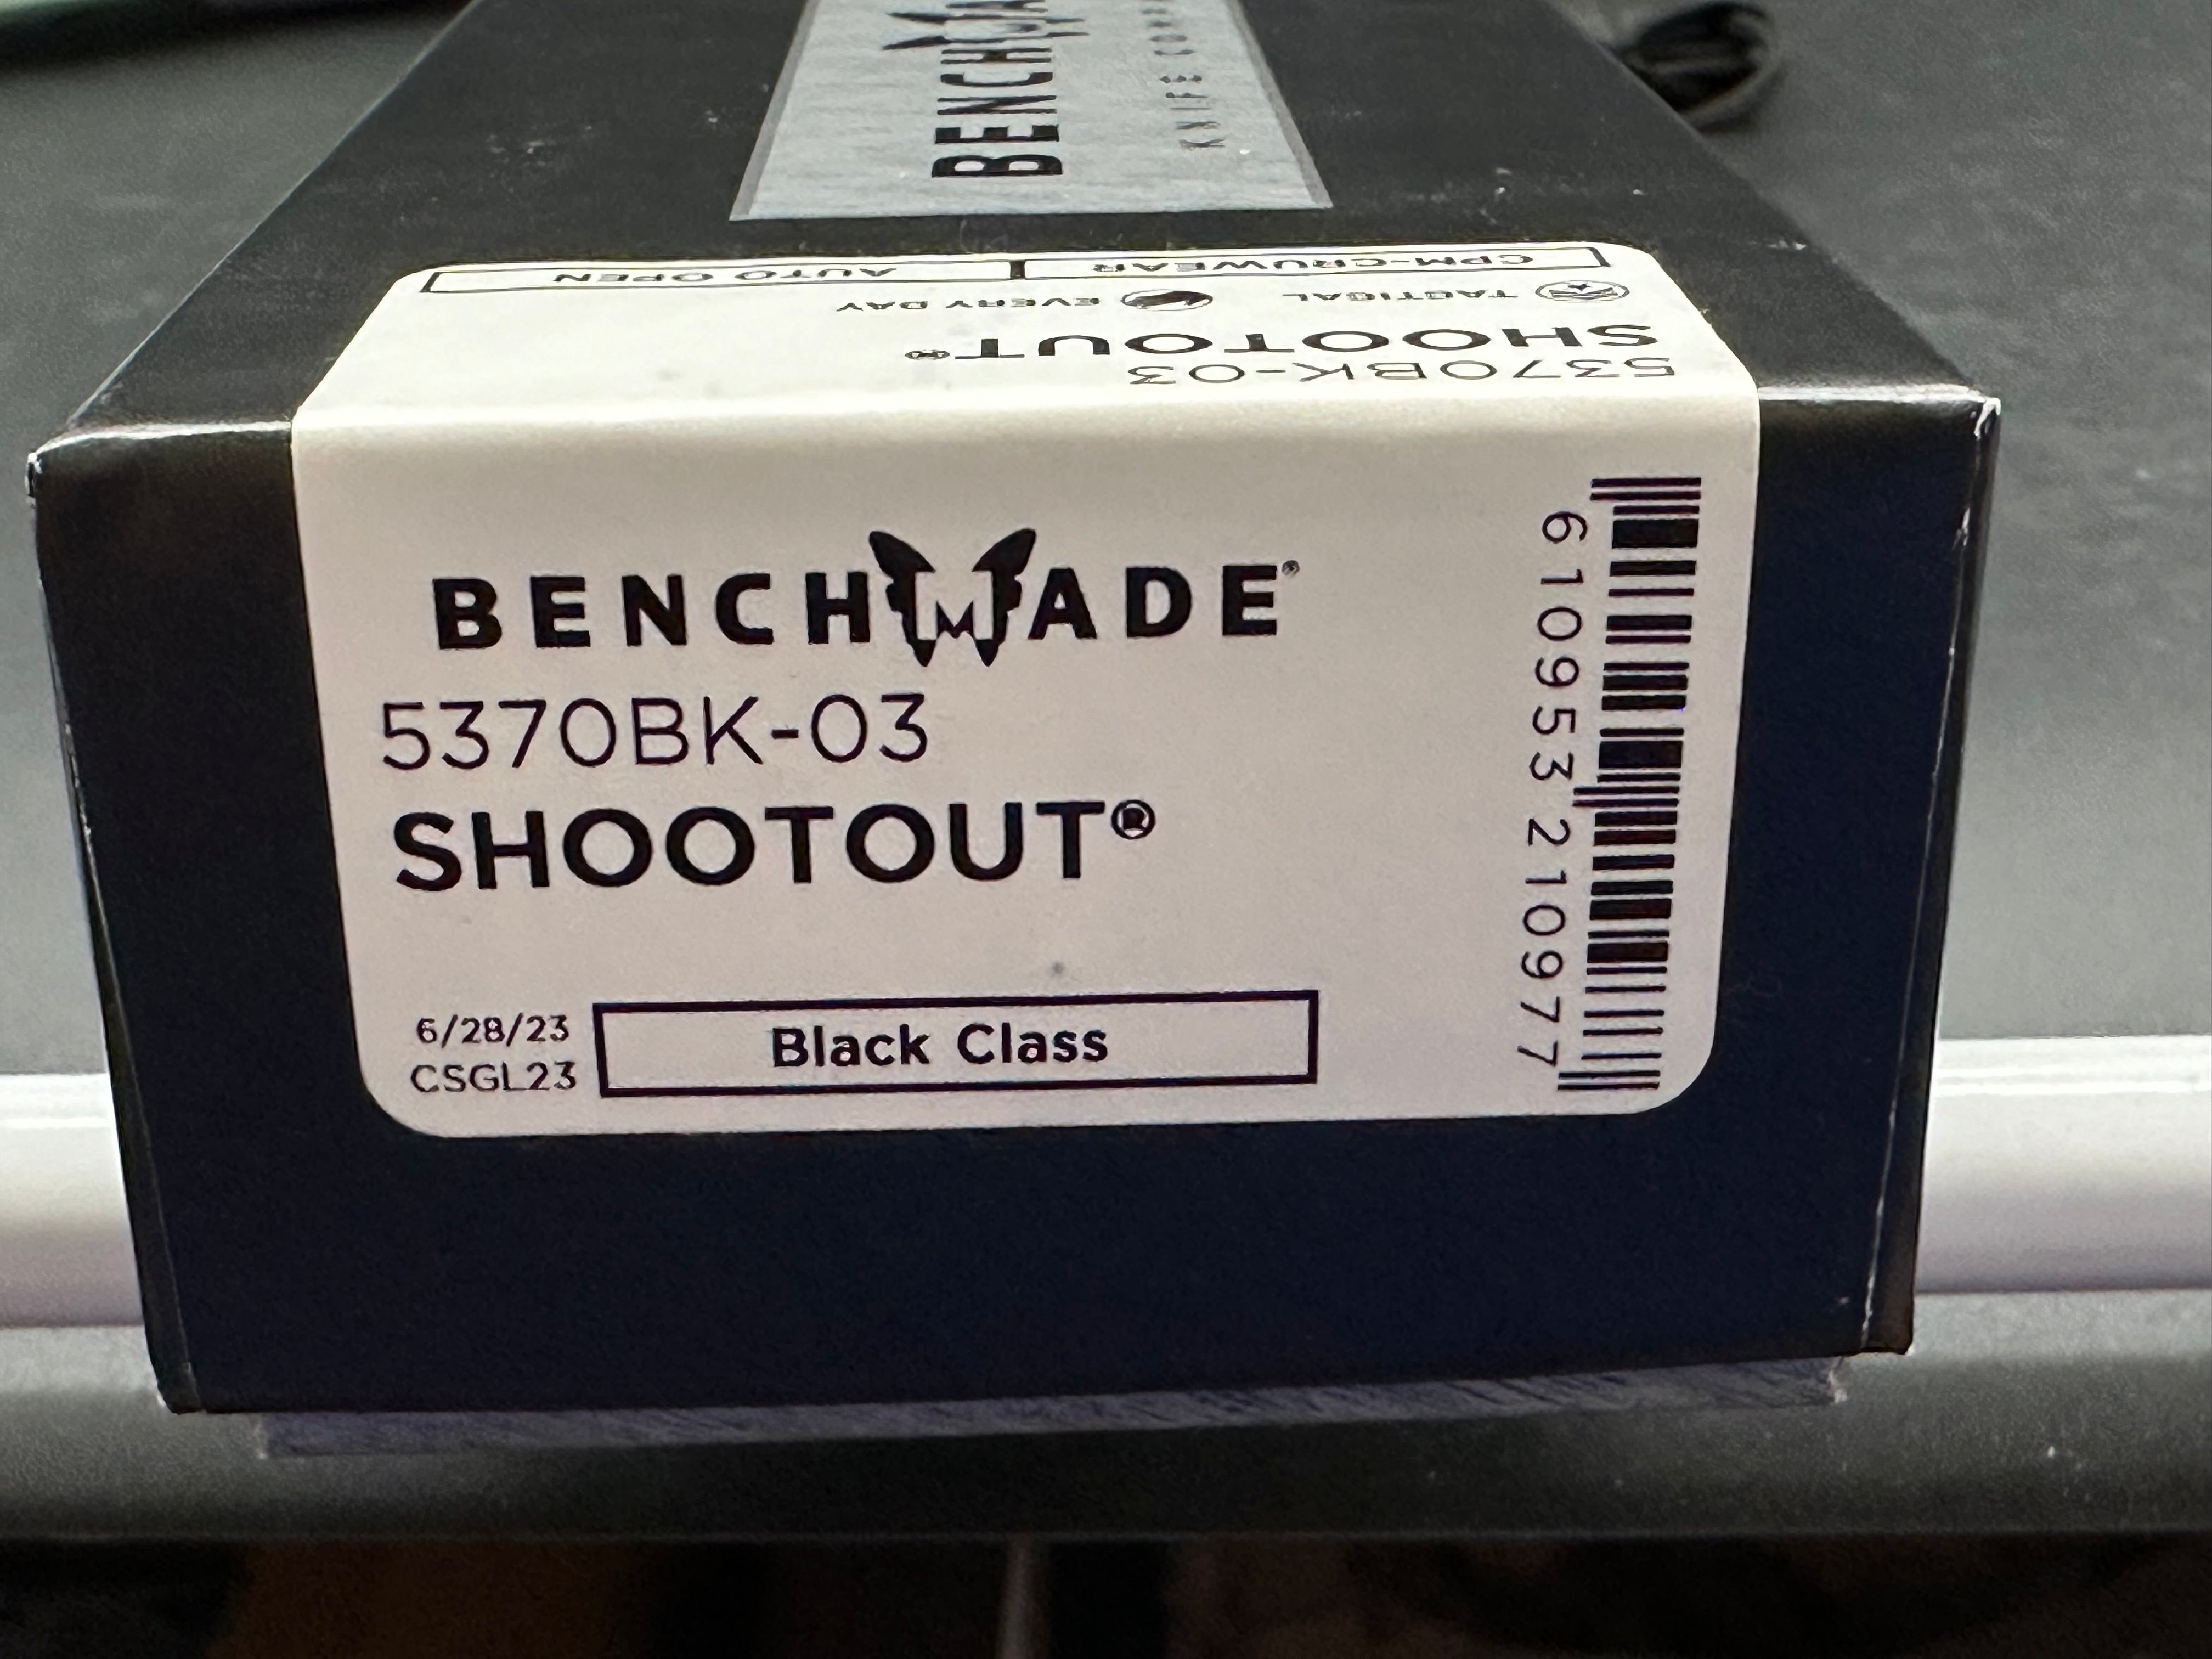 BENCHMADE
KNIFE
CPM-CRUWEAR AUTO OPEN
TACTICAL EVERY DAY
SHOOTOUT®
5370BK-03
BENCHMADE®
5370BK-03
SHOOTOUT®
6/28/23
CSGL23
Black Class
6 10953 21097 7